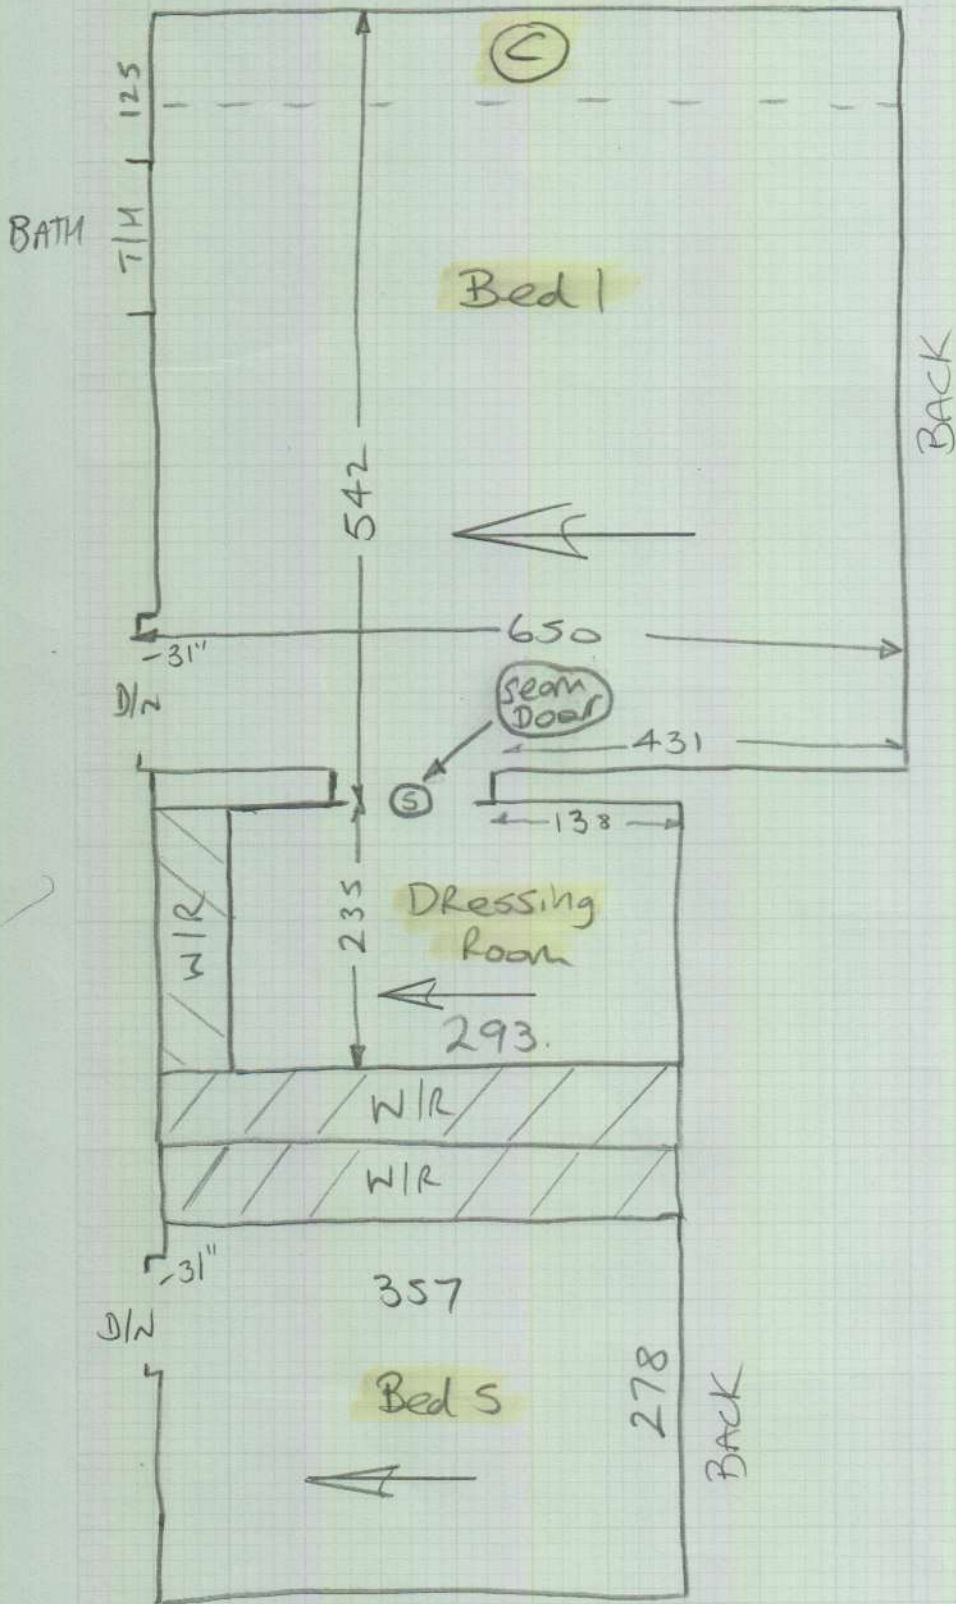 C
125
T/H
BATH
Bed 1
BACK
542
650
31"
seam
Door
431
S
138
235
Dressing
Room
W/R
293.
W/R
W/R
31"
357
Bed 5
278
BACK